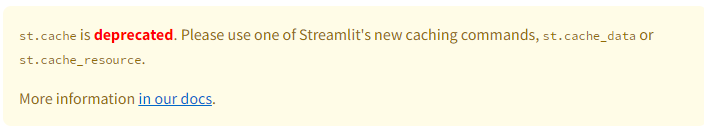 st.cache is deprecated. Please use one of Streamlit's new caching commands, st.cache_data or
st.cache_resource.
More information in our docs.